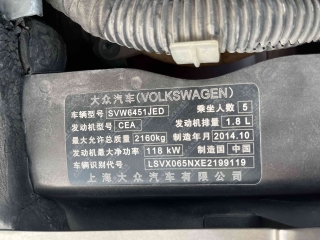 大众汽车(VOLKSWAGEN)
车辆型号 SVW6451JED 乘坐人数 5
发动机型号 CEA 发动机排量 1.8 L
最大允许总质量 2160kg 制造年月 2014.10
发动机最大净功率 118 kW 制造国 中国
车辆识别代号 LSVX065NXE2199119
上海大众汽车有限公司